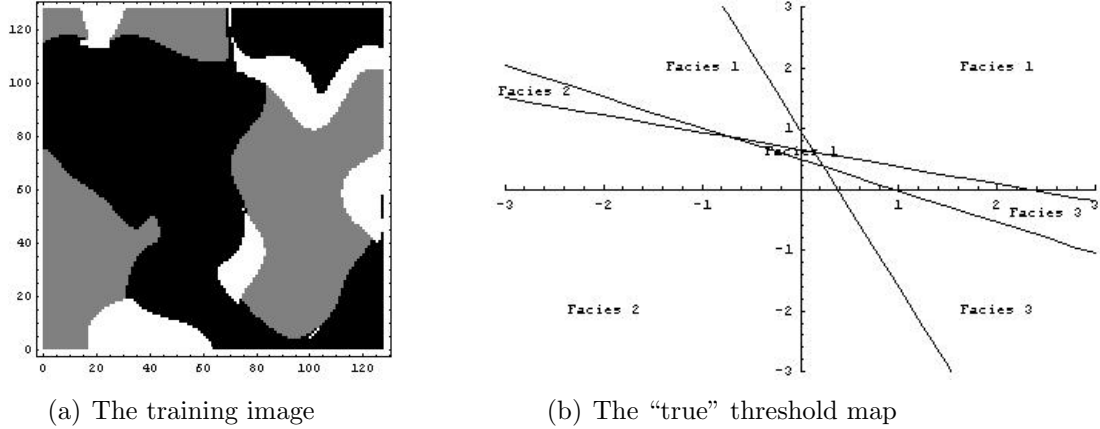 120
100
80
60
40
20
0
0 20 40 60 80 100 120
(a) The training image
3
2
1
-1
-2
-3
-3 -1 1 2 3
Facies 1
Facies 1
Facies 2
Facies 1
Facies 3
Facies 2
Facies 3
(b) The “true” threshold map